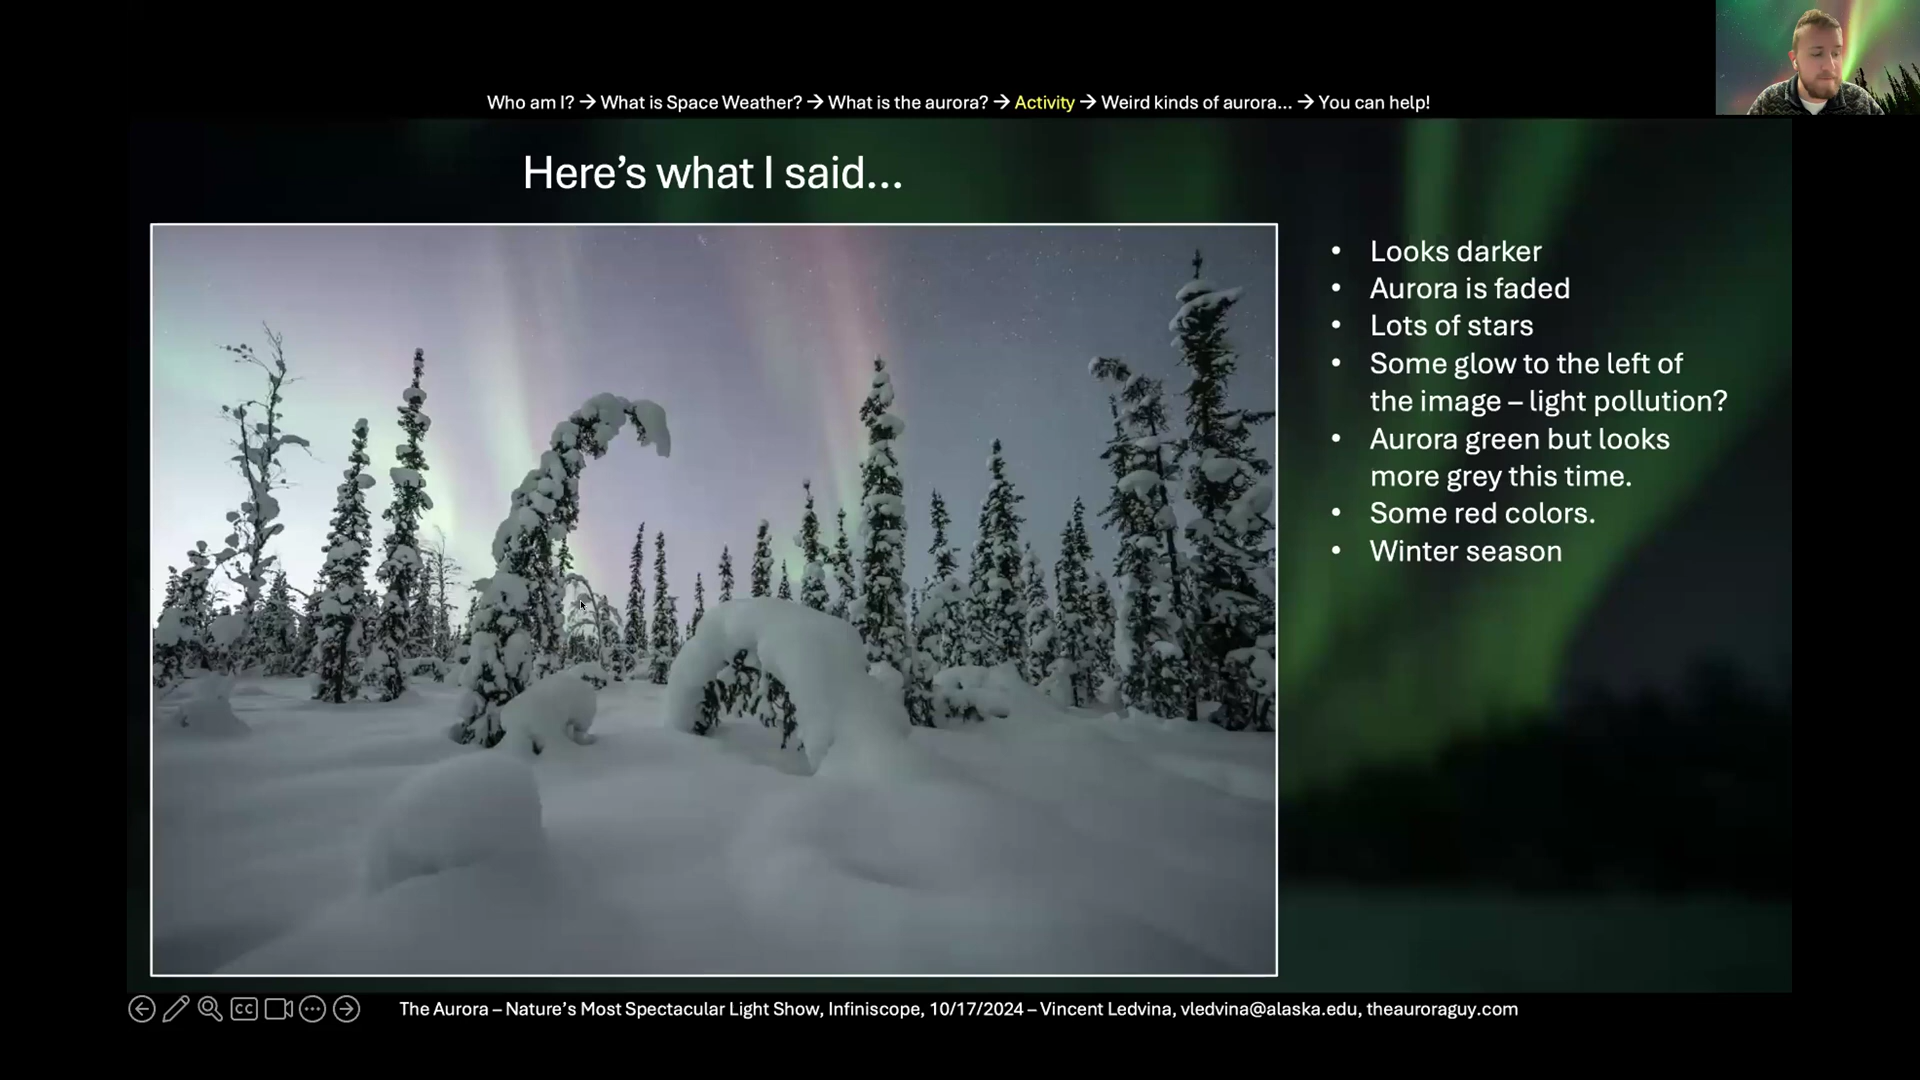 Who am I? → What is Space Weather? → What is the aurora? → Activity → Weird kinds of aurora... → You can help!
Here's what I said...
• Looks darker
• Aurora is faded
• Lots of stars
• Some glow to the left of
the image – light pollution?
• Aurora green but looks
more grey this time.
• Some red colors.
• Winter season
CC
The Aurora – Nature's Most Spectacular Light Show, Infiniscope, 10/17/2024 – Vincent Ledvina, vledvina@alaska.edu, theauroraguy.com